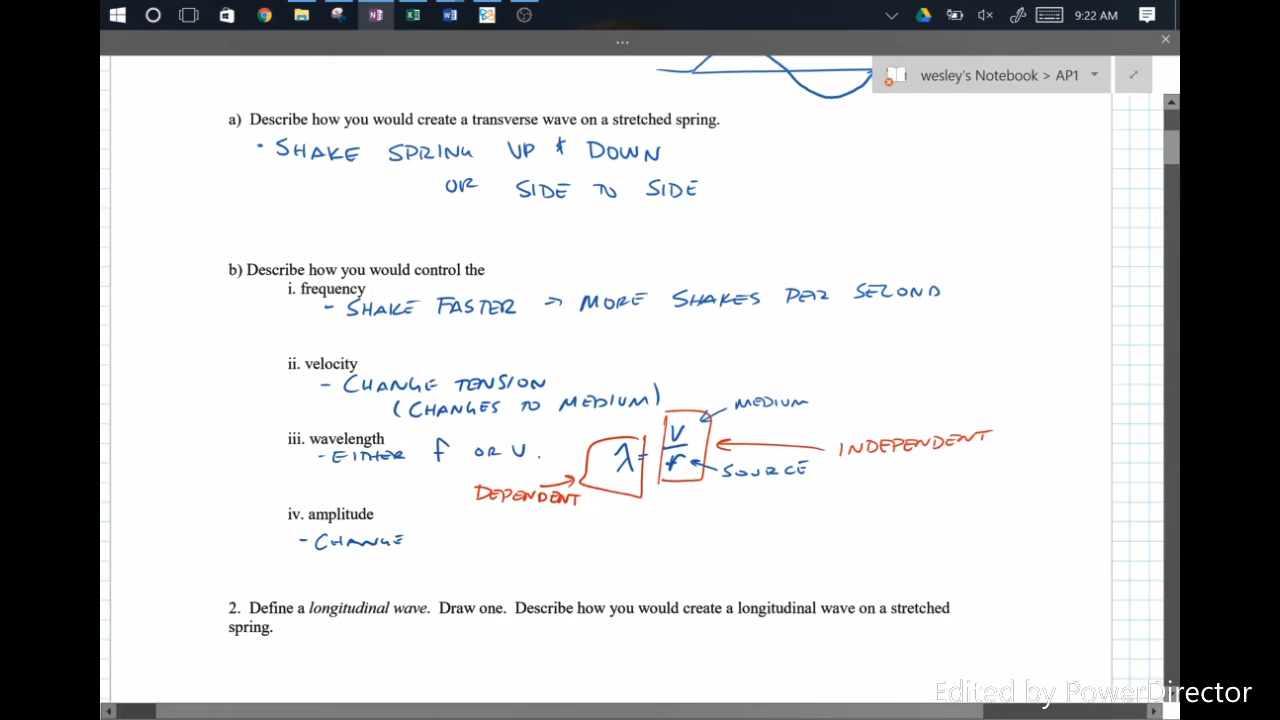 9:22 AM
wesley's Notebook > AP1
a) Describe how you would create a transverse wave on a stretched spring.
· SHAKE SPRING UP & DOWN
OR SIDE TO SIDE
b) Describe how you would control the
i. frequency
- SHAKE FASTER → MORE SHAKES PER SECOND
ii. velocity
- CHANGE TENSION
(CHANGES TO MEDIUM)
MEDIUM
iii. wavelength
- EITHER f OR V. λ = V/f
INDEPENDENT
SOURCE
DEPENDENT
iv. amplitude
- CHANGE
2. Define a longitudinal wave. Draw one. Describe how you would create a longitudinal wave on a stretched
spring.
Edited by PowerDirector